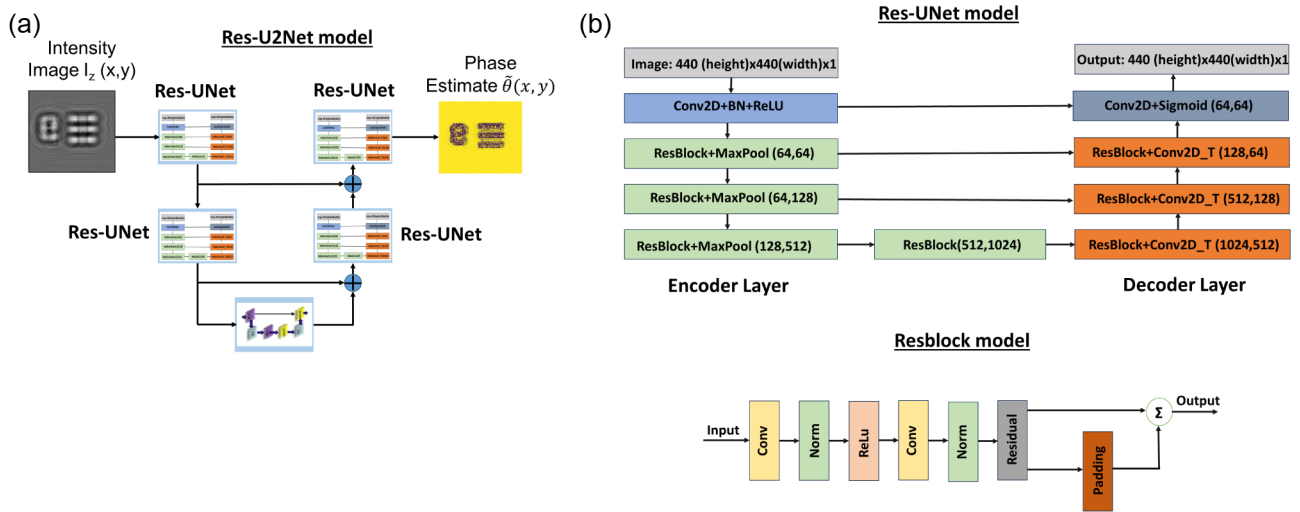 (a)
Res-U2Net model
Intensity
Image I_z (x,y)
Phase
Estimate θ̃(x, y)
Res-UNet
Res-UNet
Res-UNet
Res-UNet
(b)
Res-UNet model
Image: 440 (height)x440(width)x1
Output: 440 (height)x440(width)x1
Conv2D+BN+ReLU
Conv2D+Sigmoid (64,64)
ResBlock+MaxPool (64,64)
ResBlock+Conv2D_T (128,64)
ResBlock+MaxPool (64,128)
ResBlock+Conv2D_T (512,128)
ResBlock+MaxPool (128,512)
ResBlock(512,1024)
ResBlock+Conv2D_T (1024,512)
Encoder Layer
Decoder Layer
Resblock model
Input
Conv
Norm
ReLu
Conv
Norm
Residual
Padding
Σ
Output